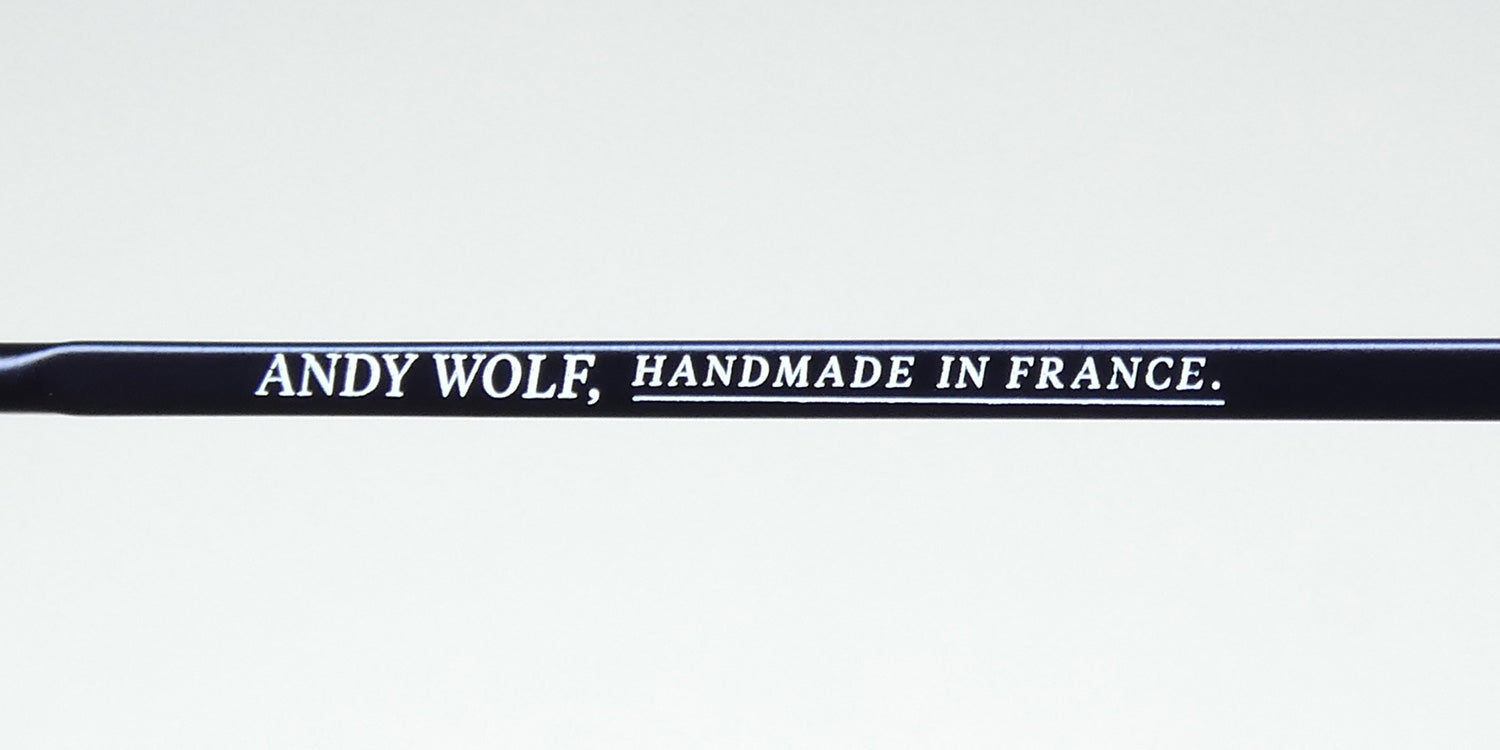 ANDY WOLF, HANDMADE IN FRANCE.